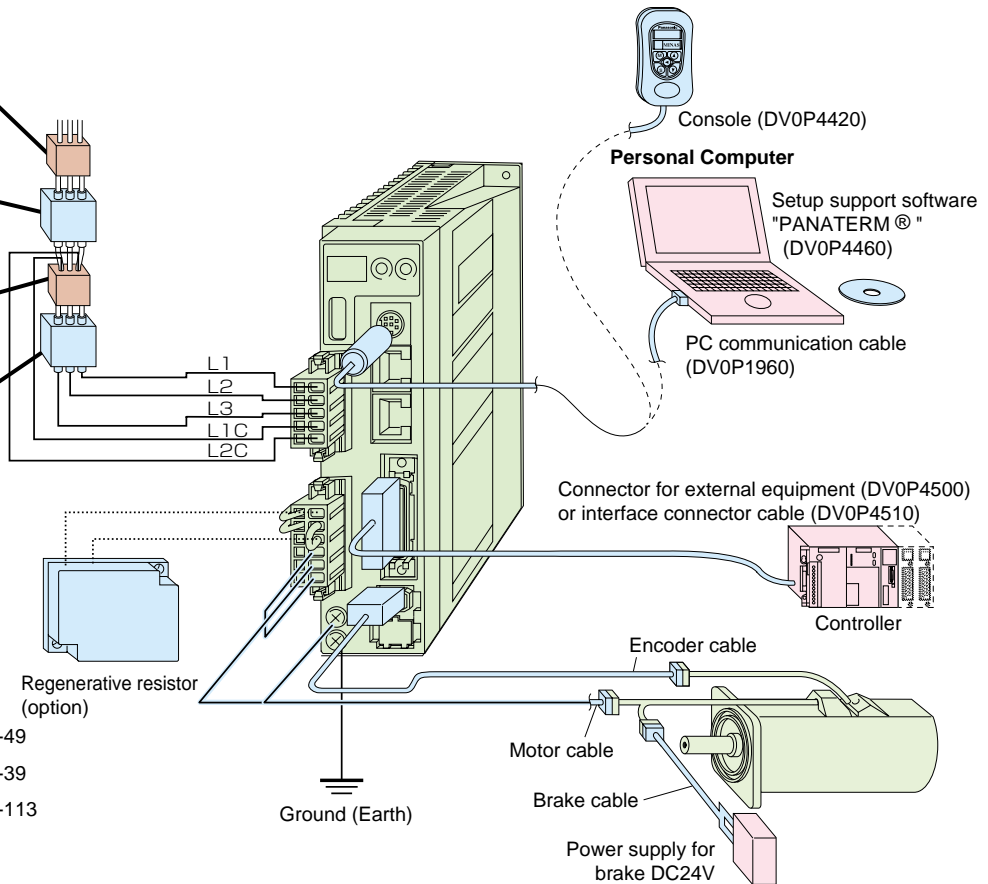 Panasonic
MINAS
Console (DV0P4420)
Personal Computer
Setup support software
"PANATERM ® "
(DV0P4460)
PC communication cable
(DV0P1960)
L1
L2
L3
L1C
L2C
Connector for external equipment (DV0P4500)
or interface connector cable (DV0P4510)
Controller
Encoder cable
Regenerative resistor
(option)
-49
-39
-113
Motor cable
Ground (Earth)
Brake cable
Power supply for
brake DC24V